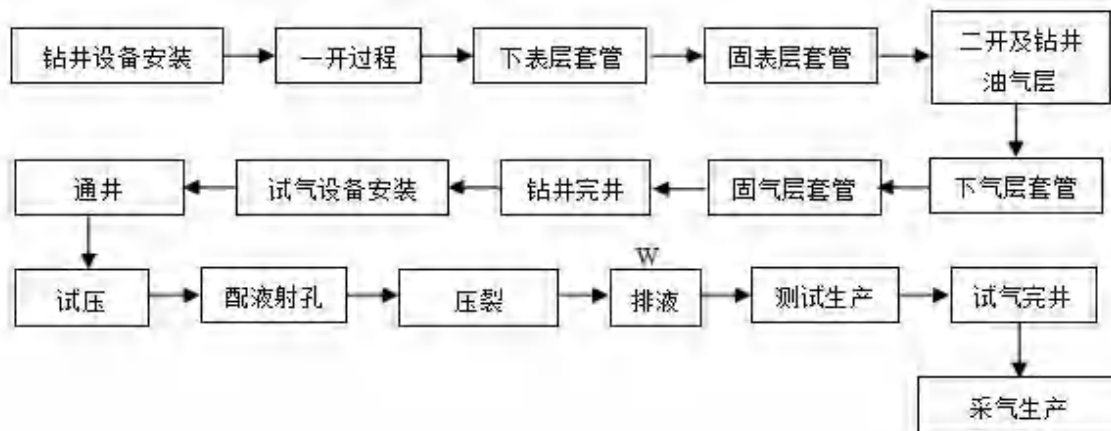 钻井设备安装
一开过程
下表层套管
固表层套管
二开及钻井
油气层
下气层套管
固气层套管
钻井完井
试气设备安装
通井
试压
配液射孔
压裂
W
排液
测试生产
试气完井
采气生产